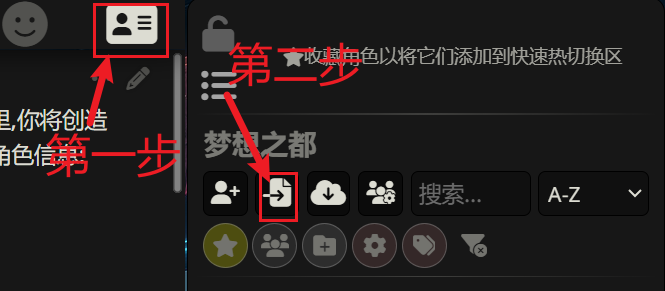 ★收藏角色以将它们添加到快速热切换区
第二步
里,你将创造
角色信息
第一步
梦想之都
搜索...
A-Z